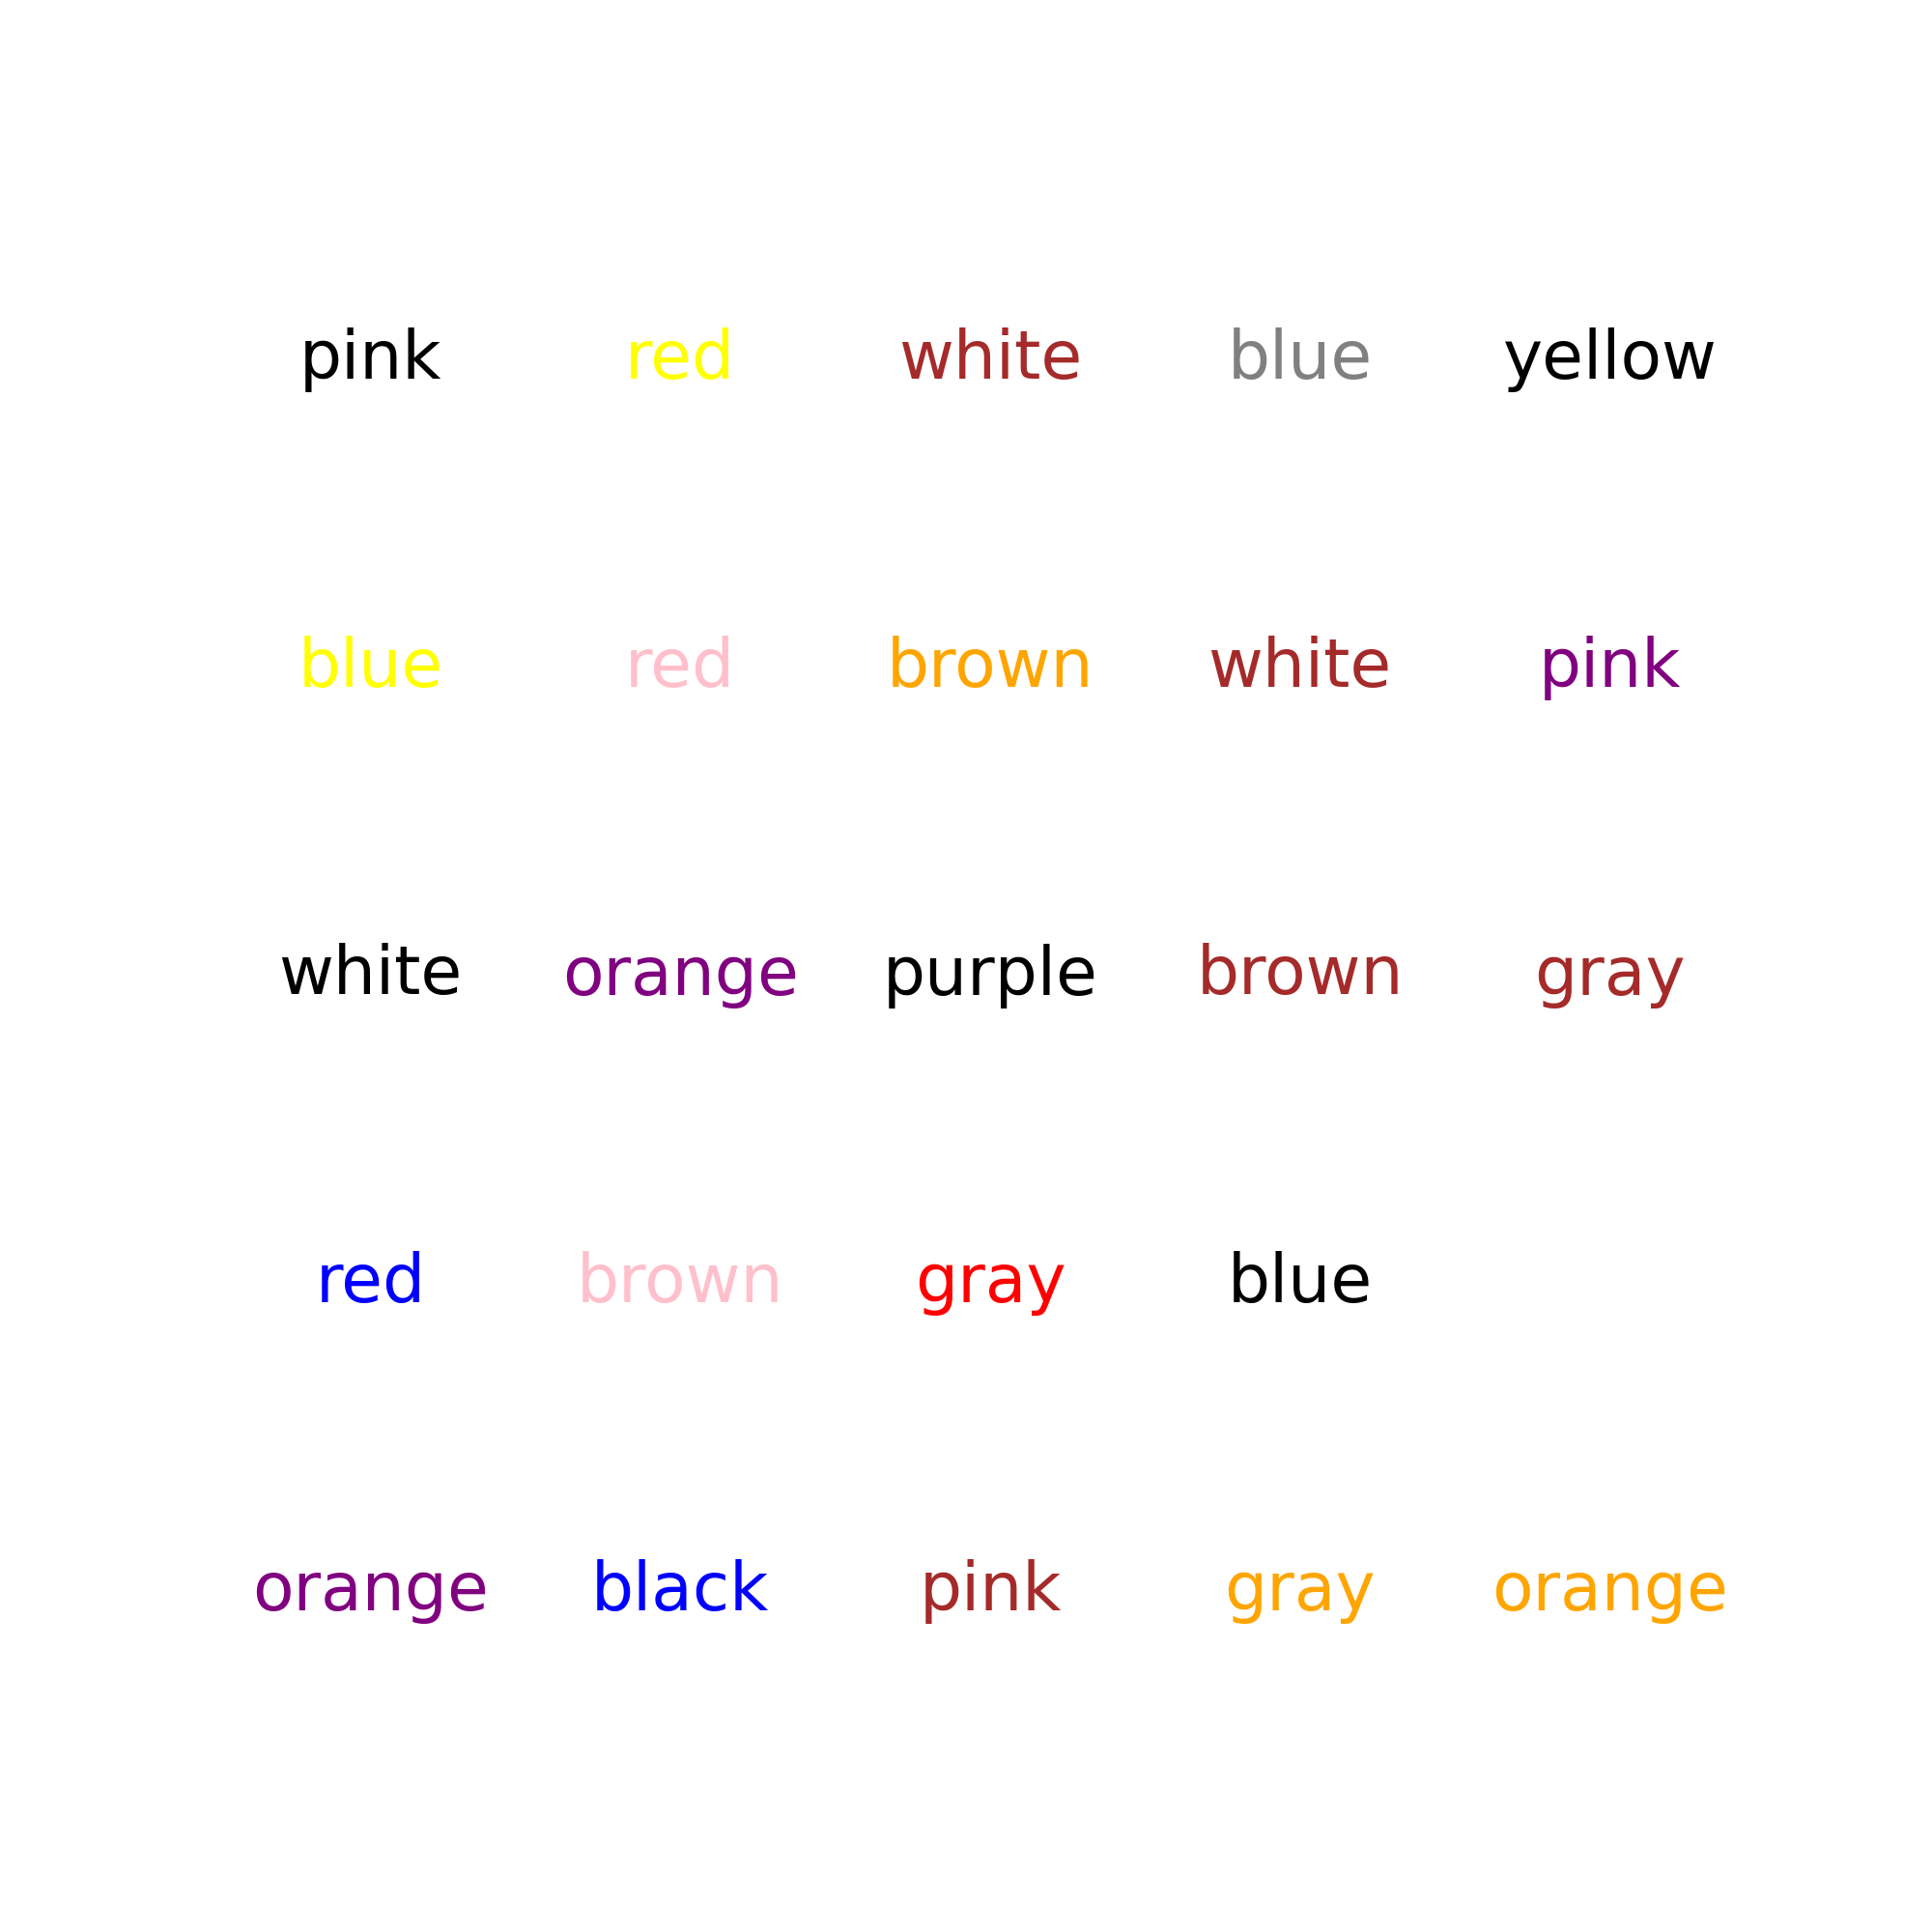 pink red white blue yellow
blue red brown white pink
white orange purple brown gray
red brown gray blue
orange black pink gray orange